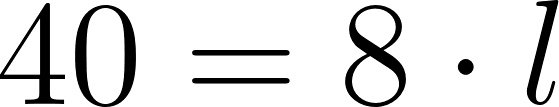 40 = 8 · l